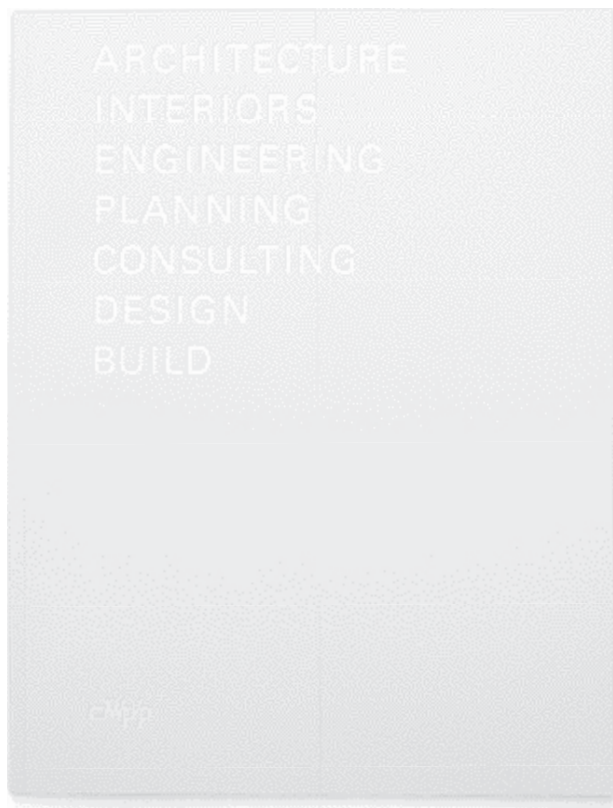 ARCHITECTURE
INTERIORS
ENGINEERING
PLANNING
CONSULTING
DESIGN
BUILD